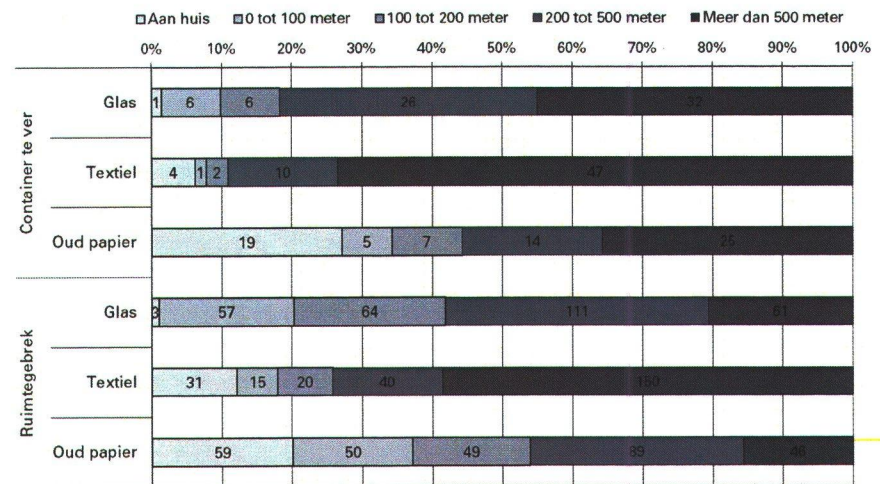 Aan huis 0 tot 100 meter 100 tot 200 meter 200 tot 500 meter Meer dan 500 meter
0% 10% 20% 30% 40% 50% 60% 70% 80% 90% 100%
Container te ver
Glas 1 6 6 26 32
Textiel 4 1 2 10 47
Oud papier 19 5 7 14 25
Ruimtegebrek
Glas 3 57 64 111 61
Textiel 31 15 20 40 150
Oud papier 59 50 49 89 46